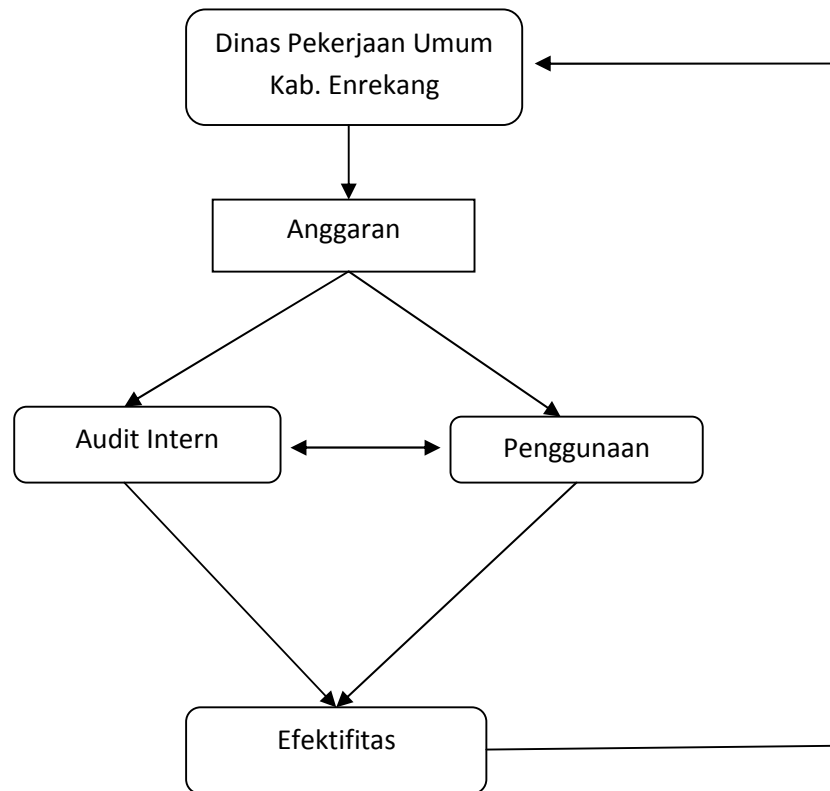 Dinas Pekerjaan Umum
Kab. Enrekang
Anggaran
Audit Intern
Penggunaan
Efektifitas